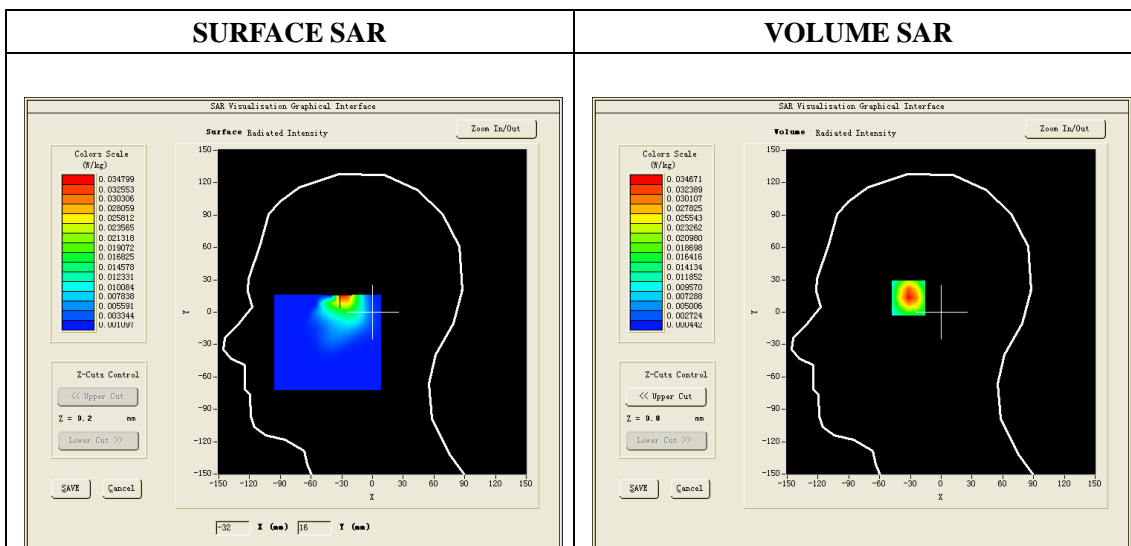 SURFACE SAR
VOLUME SAR
SAR Visualisation Graphical Interface
Surface Radiated Intensity
Zoom In/Out
Colors Scale
(W/kg)
0.034799
0.032553
0.030306
0.028059
0.025812
0.023565
0.021318
0.019072
0.016825
0.014578
0.012331
0.010084
0.007838
0.005591
0.003344
0.001097
Z-Cuts Control
<< Upper Cut
Z = 0.2 mm
Lower Cut >>
SAVE Cancel
150
120
90
60
30
0
-30
-60
-90
-120
-150
Y
-150 -120 -90 -60 -30 0 30 60 90 120 150
X
-32 X (mm) 16 Y (mm)
SAR Visualisation Graphical Interface
Volume Radiated Intensity
Zoom In/Out
Colors Scale
(W/kg)
0.034671
0.032389
0.030107
0.027825
0.025543
0.023262
0.020980
0.018698
0.016416
0.014134
0.011852
0.009570
0.007288
0.005006
0.002724
0.000442
Z-Cuts Control
<< Upper Cut
Z = 0.0 mm
Lower Cut >>
SAVE Cancel
150
120
90
60
30
0
-30
-60
-90
-120
-150
Y
-150 -120 -90 -60 -30 0 30 60 90 120 150
X